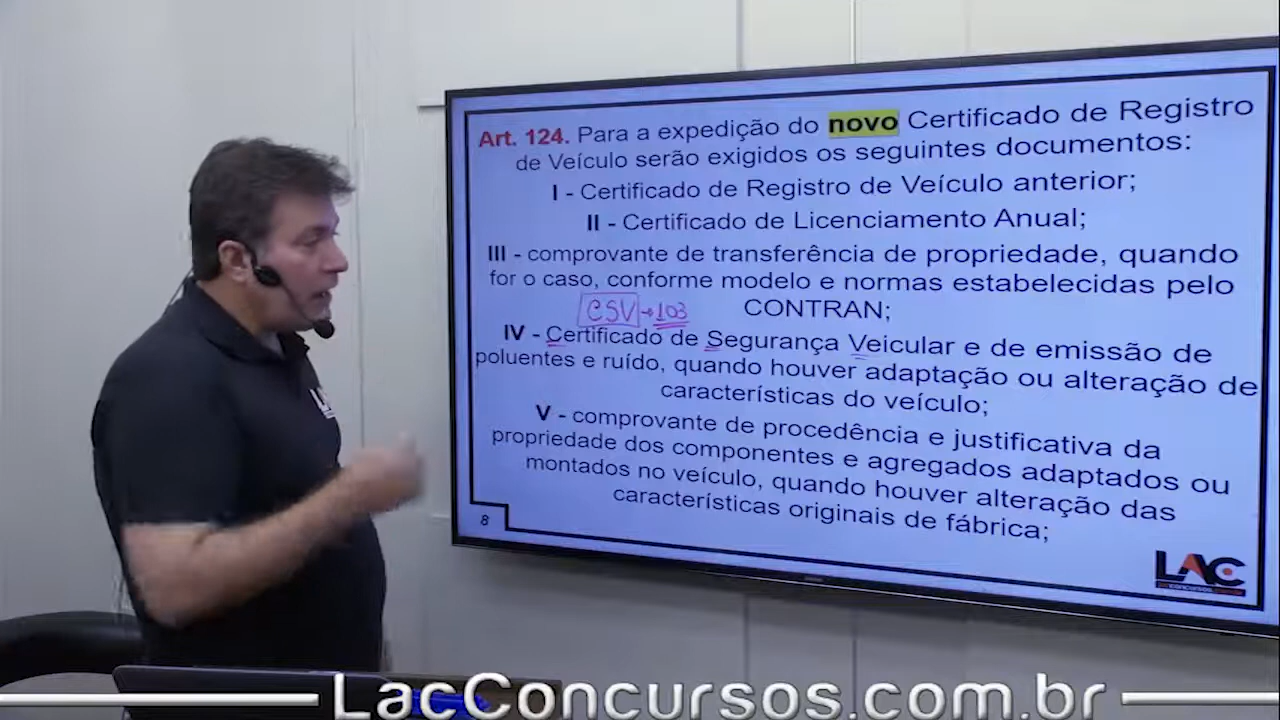 Art. 124. Para a expedição do novo Certificado de Registro
de Veículo serão exigidos os seguintes documentos:
I - Certificado de Registro de Veículo anterior;
II - Certificado de Licenciamento Anual;
III - comprovante de transferência de propriedade, quando
for o caso, conforme modelo e normas estabelecidas pelo
CONTRAN;
CSV → 103
IV - Certificado de Segurança Veicular e de emissão de
poluentes e ruído, quando houver adaptação ou alteração de
características do veículo;
V - comprovante de procedência e justificativa da
propriedade dos componentes e agregados adaptados ou
montados no veículo, quando houver alteração das
características originais de fábrica;
8
LAC
LacConcursos.com.br